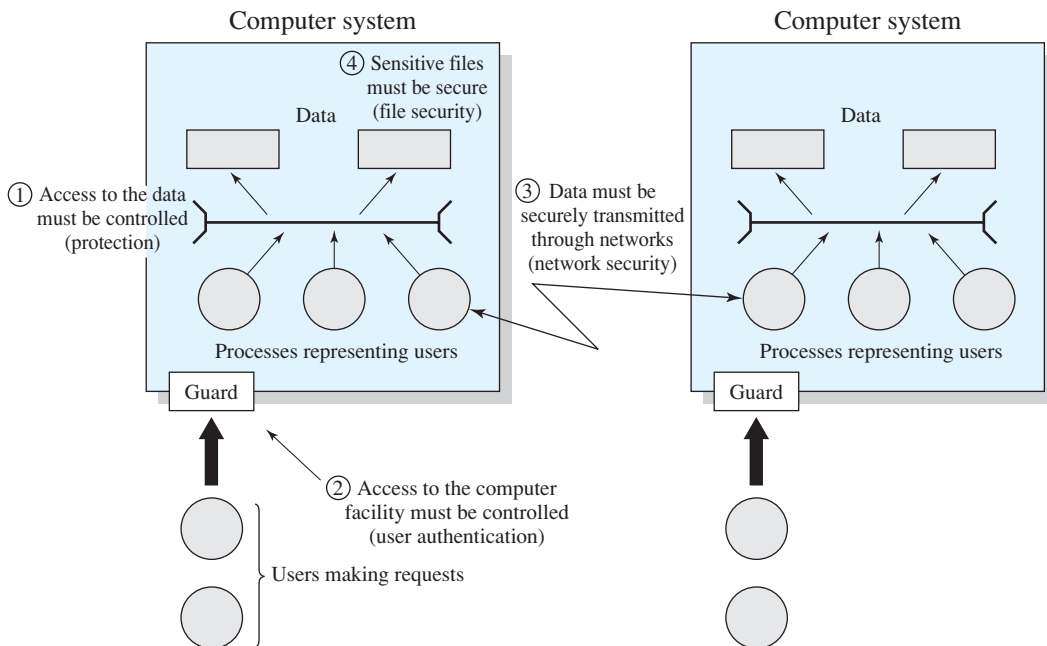 Computer system
Computer system
④ Sensitive files
must be secure
(file security)
Data
Data
① Access to the data
must be controlled
(protection)
③ Data must be
securely transmitted
through networks
(network security)
Processes representing users
Processes representing users
Guard
Guard
② Access to the computer
facility must be controlled
(user authentication)
Users making requests